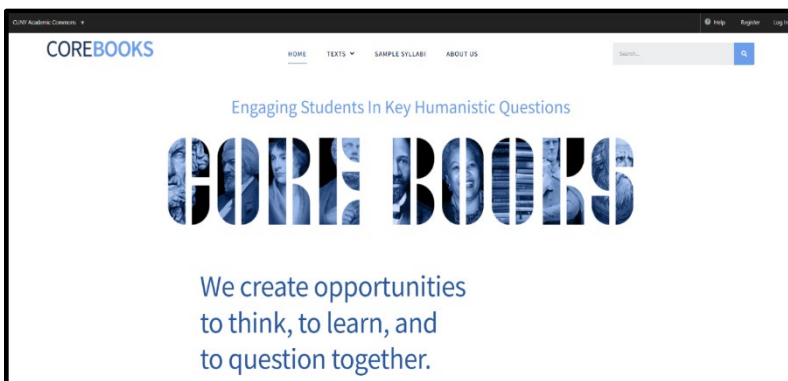 CUNY Academic Commons
Help Register Log In
COREBOOKS
HOME TEXTS SAMPLE SYLLABI ABOUT US
Search...
Engaging Students In Key Humanistic Questions
CORE BOOKS
We create opportunities
to think, to learn, and
to question together.